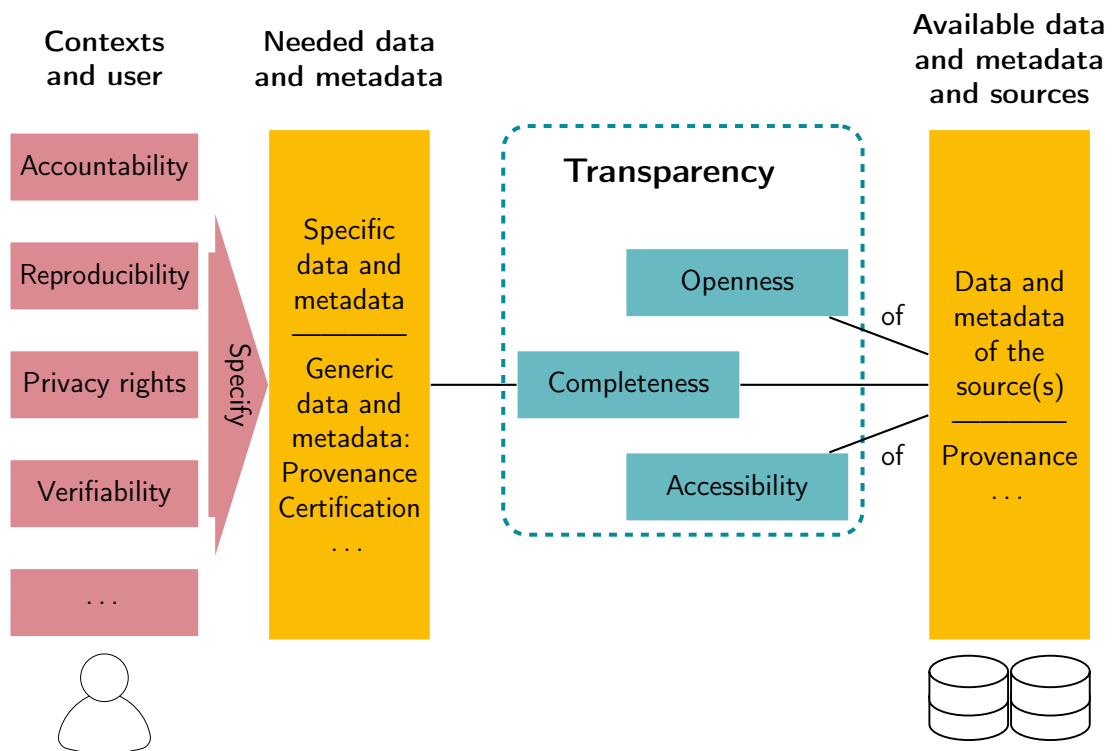 Contexts
and user
Needed data
and metadata
Available data
and metadata
and sources
Accountability
Reproducibility
Privacy rights
Verifiability
...
Specify
Specific
data and
metadata
Generic
data and
metadata:
Provenance
Certification
...
Transparency
Openness
Completeness
Accessibility
of
of
Data and
metadata
of the
source(s)
Provenance
...